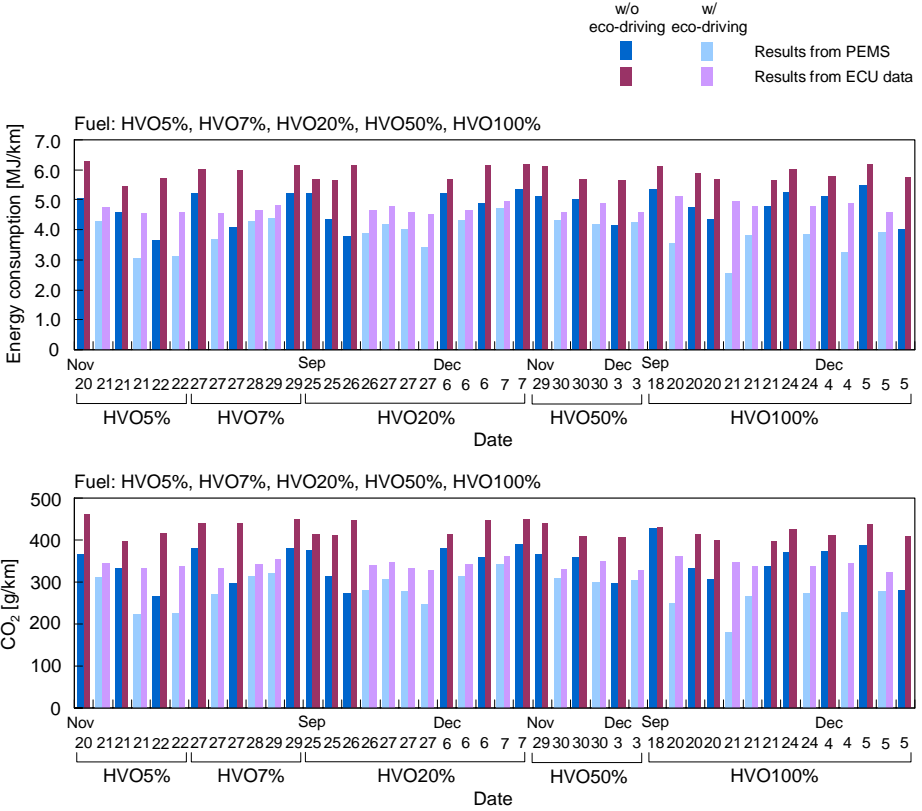 w/o w/
eco-driving eco-driving
Results from PEMS
Results from ECU data
Fuel: HVO5%, HVO7%, HVO20%, HVO50%, HVO100%
Energy consumption [MJ/km]
7.0
6.0
5.0
4.0
3.0
2.0
1.0
0
Nov Sep Dec Nov Dec Sep Dec
20 21 21 21 22 22 27 27 27 28 29 29 25 25 26 26 27 27 27 6 6 6 7 7 29 30 30 30 3 3 18 20 20 21 21 21 24 24 4 4 5 5 5
HVO5% HVO7% HVO20% HVO50% HVO100%
Date
Fuel: HVO5%, HVO7%, HVO20%, HVO50%, HVO100%
CO2 [g/km]
500
400
300
200
100
0
Nov Sep Dec Nov Dec Sep Dec
20 21 21 21 22 22 27 27 27 28 29 29 25 25 26 26 27 27 27 6 6 6 7 7 29 30 30 30 3 3 18 20 20 21 21 21 24 24 4 4 5 5 5
HVO5% HVO7% HVO20% HVO50% HVO100%
Date